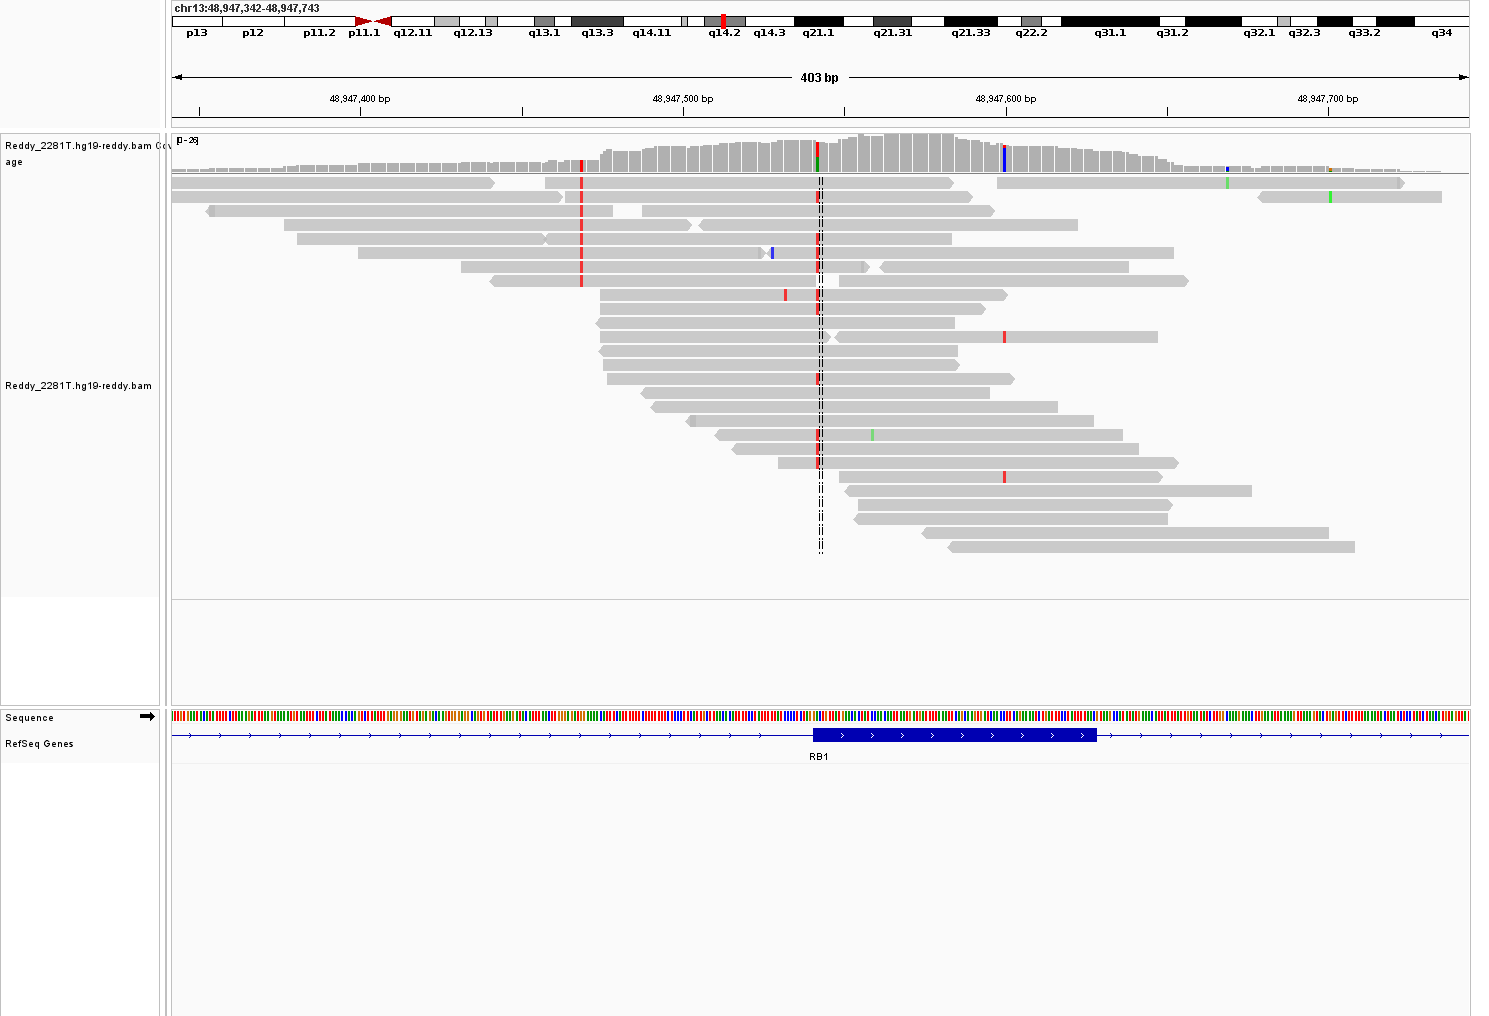 chr13:48,947,342-48,947,743
p13 p12 p11.2 p11.1 q12.11 q12.13 q13.1 q13.3 q14.11 q14.2 q14.3 q21.1 q21.31 q21.33 q22.2 q31.1 q31.2 q32.1 q32.3 q33.2 q34
403 bp
48,947,400 bp 48,947,500 bp 48,947,600 bp 48,947,700 bp
[0-26]
Reddy_2281T.hg19-reddy.bam Cov
age
Reddy_2281T.hg19-reddy.bam
Sequence
RefSeq Genes
RB1